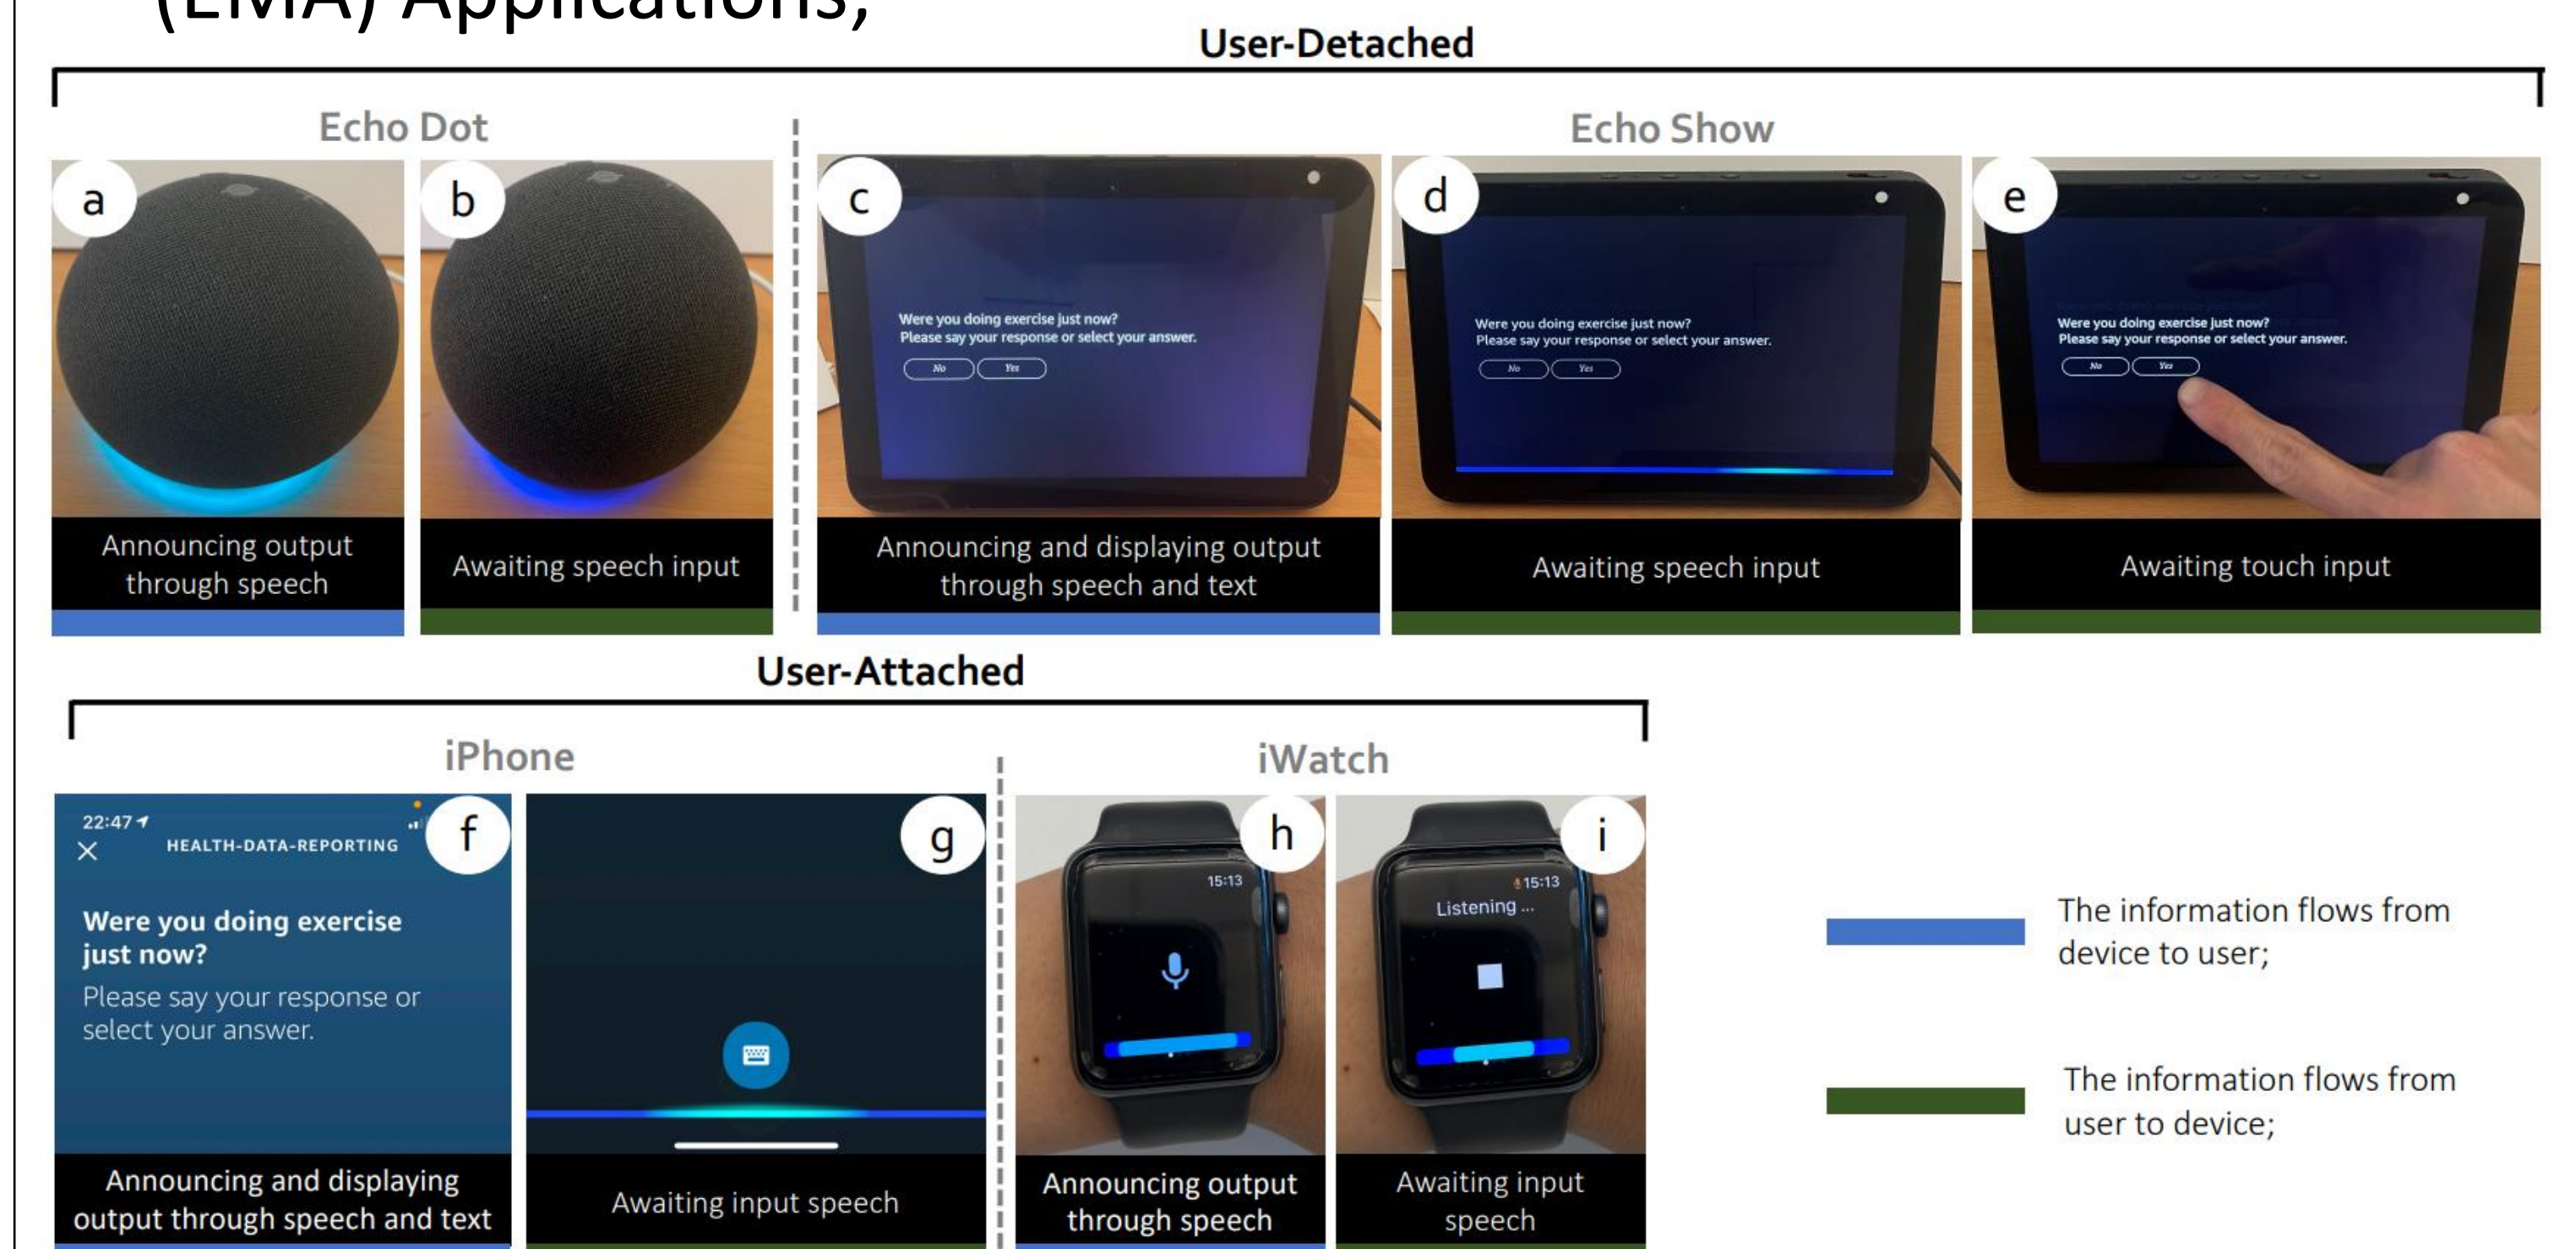 (EMA) Applications;
User-Detached
Echo Dot
Echo Show
a
b
c
d
e
Were you doing exercise just now?
Please say your response or select your answer.
No
Yes
Were you doing exercise just now?
Please say your response or select your answer.
No
Yes
Were you doing exercise just now?
Please say your response or select your answer.
No
Yes
Announcing output
through speech
Awaiting speech input
Announcing and displaying output
through speech and text
Awaiting speech input
Awaiting touch input
User-Attached
iPhone
iWatch
f
g
h
i
22:47
HEALTH-DATA-REPORTING
Were you doing exercise
just now?
Please say your response or
select your answer.
15:13
15:13
Listening ...
Announcing and displaying
output through speech and text
Awaiting input speech
Announcing output
through speech
Awaiting input
speech
The information flows from
device to user;
The information flows from
user to device;